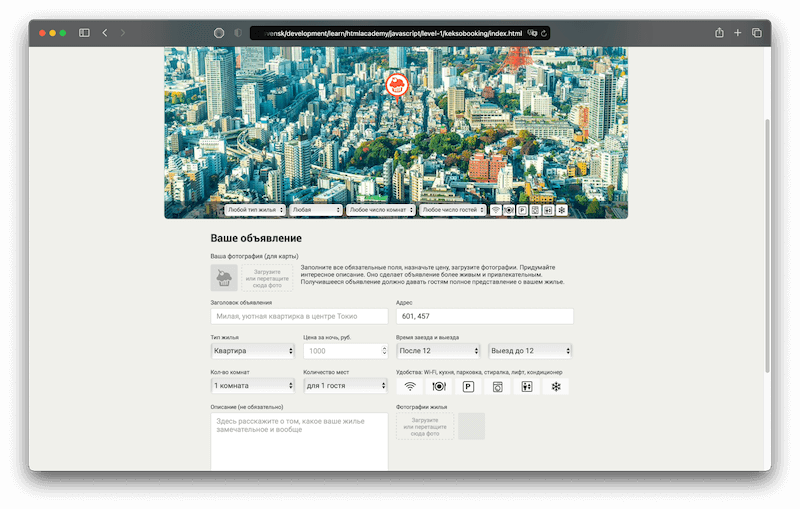 vensk/development/learn/htmlacademy/javascript/level-1/keksobooking/index.html
Любой тип жилья
Любая
Любое число комнат
Любое число гостей
P
Ваше объявление
Ваша фотография (для карты)
Загрузите
или перетащите
сюда фото
Заполните все обязательные поля, назначьте цену, загрузите фотографии. Придумайте
интересное описание. Оно сделает объявление более живым и привлекательным.
Получившееся объявление должно давать гостям полное представление о вашем жилье.
Заголовок объявления
Милая, уютная квартирка в центре Токио
Адрес
601, 457
Тип жилья
Квартира
Цена за ночь, руб.
1000
Время заезда и выезда
После 12
Выезд до 12
Кол-во комнат
1 комната
Количество мест
для 1 гостя
Удобства: Wi-Fi, кухня, парковка, стиралка, лифт, кондиционер
P
Описание (не обязательно)
Здесь расскажите о том, какое ваше жилье
замечательное и вообще
Фотографии жилья
Загрузите
или перетащите
сюда фото